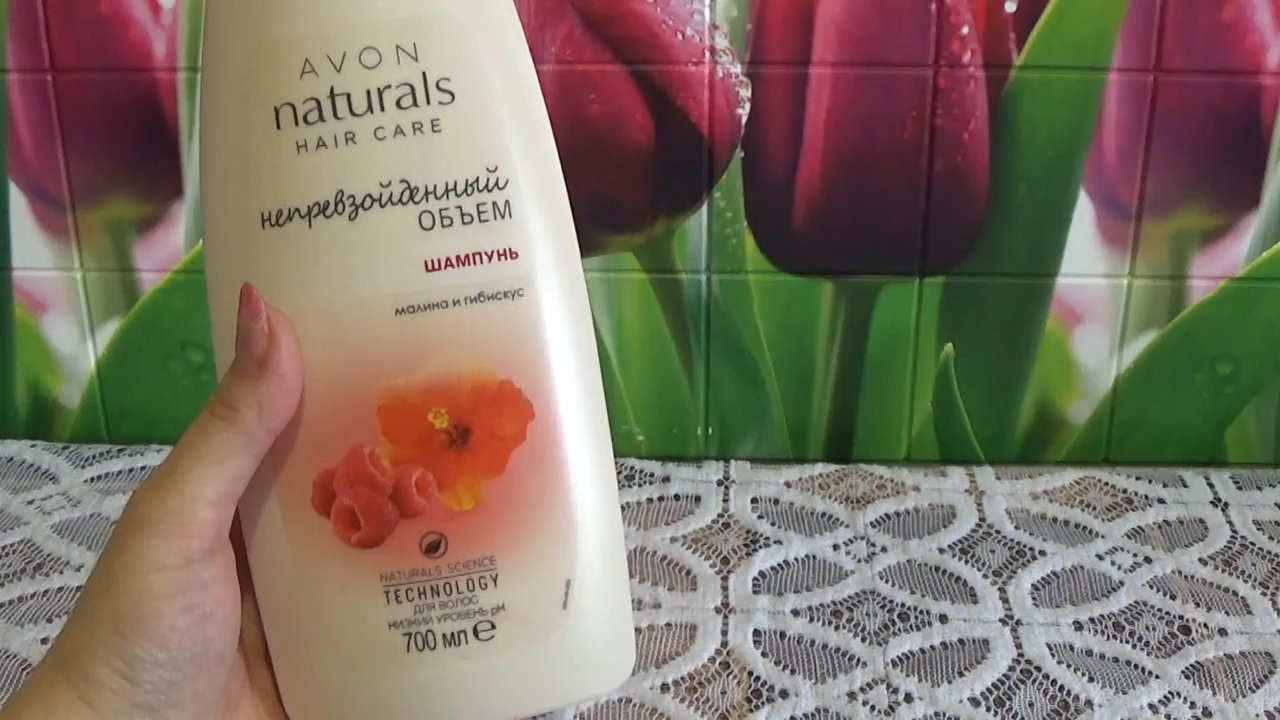 AVON
naturals
HAIR CARE
непревзойденный
ОБЪЕМ
ШАМПУНЬ
малина и гибискус
NATURALS SCIENCE
TECHNOLOGY
ДЛЯ ВОЛОС
НИЗКИЙ УРОВЕНЬ pH
700 мл e